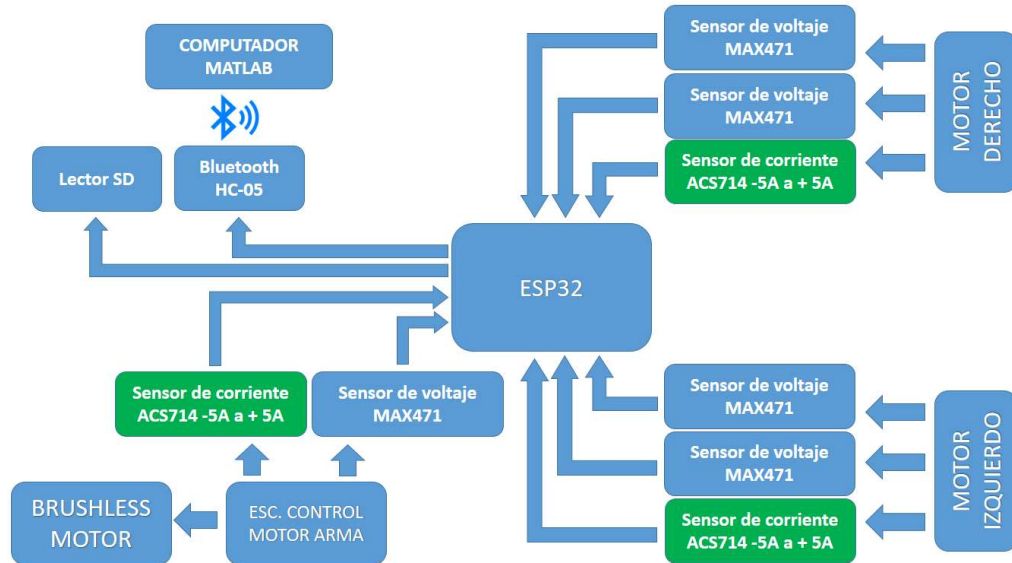 COMPUTADOR
MATLAB
Lector SD
Bluetooth
HC-05
Sensor de voltaje
MAX471
Sensor de voltaje
MAX471
Sensor de corriente
ACS714 -5A a + 5A
MOTOR
DERECHO
ESP32
Sensor de corriente
ACS714 -5A a + 5A
Sensor de voltaje
MAX471
BRUSHLESS
MOTOR
ESC. CONTROL
MOTOR ARMA
Sensor de voltaje
MAX471
Sensor de voltaje
MAX471
Sensor de corriente
ACS714 -5A a + 5A
MOTOR
IZQUIERDO